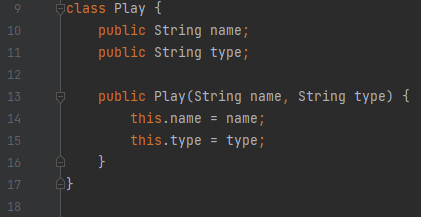 9 class Play {
10     public String name;
11     public String type;
12
13     public Play(String name, String type) {
14         this.name = name;
15         this.type = type;
16     }
17 }
18